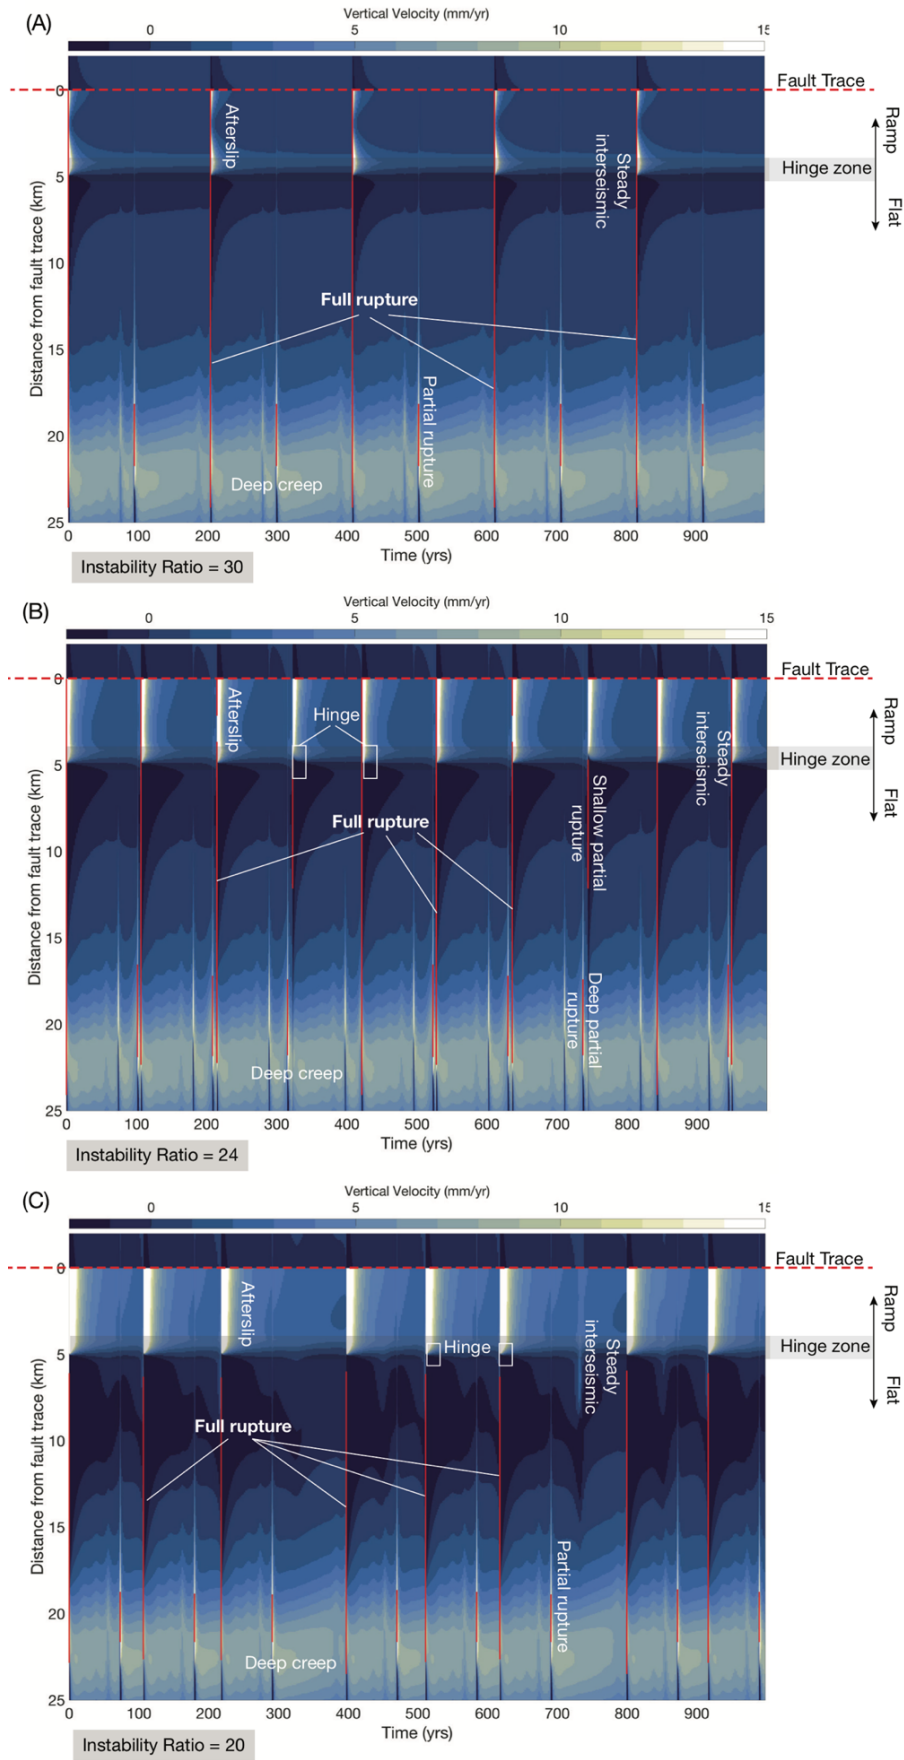 (A)
Vertical Velocity (mm/yr)
0 5 10 15
Fault Trace
Ramp
Hinge zone
Flat
Distance from fault trace (km)
0
5
10
15
20
25
Afterslip
Steady
interseismic
Full rupture
Partial rupture
Deep creep
0 100 200 300 400 500 600 700 800 900
Time (yrs)
Instability Ratio = 30
(B)
Vertical Velocity (mm/yr)
0 5 10 15
Fault Trace
Ramp
Hinge zone
Flat
Distance from fault trace (km)
0
5
10
15
20
25
Afterslip
Hinge
Steady
interseismic
Full rupture
Shallow partial
rupture
Deep partial
rupture
Deep creep
0 100 200 300 400 500 600 700 800 900
Time (yrs)
Instability Ratio = 24
(C)
Vertical Velocity (mm/yr)
0 5 10 15
Fault Trace
Ramp
Hinge zone
Flat
Distance from fault trace (km)
0
5
10
15
20
25
Afterslip
Hinge
Steady
interseismic
Full rupture
Partial rupture
Deep creep
0 100 200 300 400 500 600 700 800 900
Time (yrs)
Instability Ratio = 20